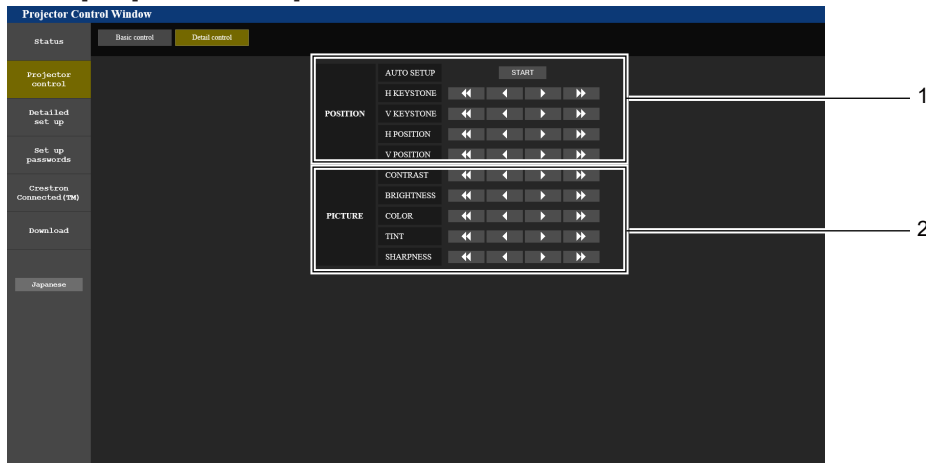 Projector Control Window
Status
Basic control
Detail control
Projector
control
Detailed
set up
Set up
passwords
Crestron
Connected(TM)
Download
Japanese
POSITION
AUTO SETUP
START
H KEYSTONE
V KEYSTONE
H POSITION
V POSITION
PICTURE
CONTRAST
BRIGHTNESS
COLOR
TINT
SHARPNESS
1
2